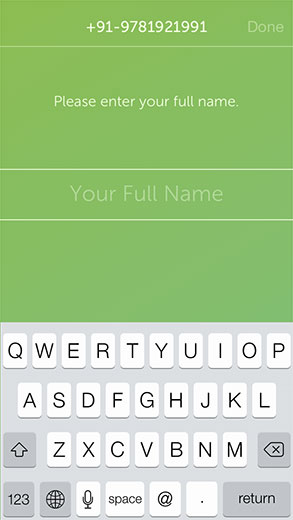 +91-9781921991 Done
Please enter your full name.
Your Full Name
Q W E R T Y U I O P
A S D F G H J K L
Z X C V B N M
123 space @ . return